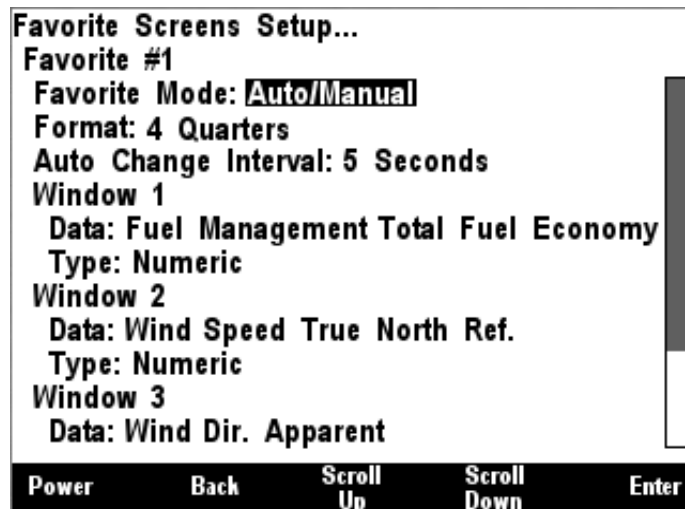 Favorite Screens Setup...
Favorite #1
Favorite Mode: Auto/Manual
Format: 4 Quarters
Auto Change Interval: 5 Seconds
Window 1
Data: Fuel Management Total Fuel Economy
Type: Numeric
Window 2
Data: Wind Speed True North Ref.
Type: Numeric
Window 3
Data: Wind Dir. Apparent
Power Back Scroll Up Scroll Down Enter